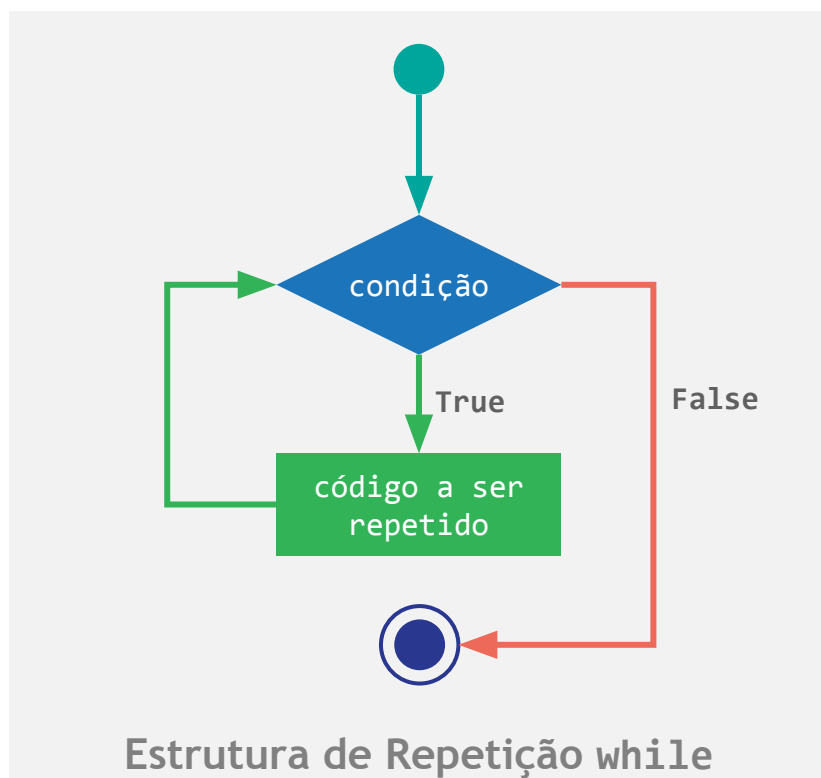 condição
True
False
código a ser
repetido
Estrutura de Repetição while